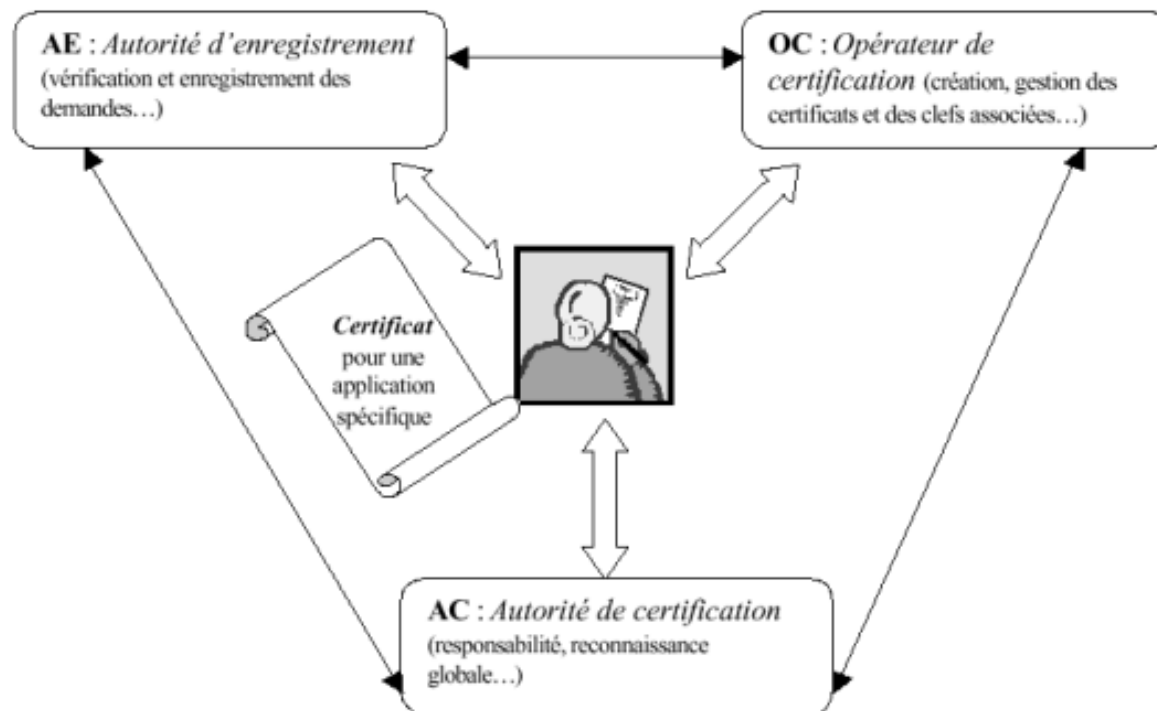 AE : Autorité d'enregistrement
(vérification et enregistrement des
demandes…)
OC : Opérateur de
certification (création, gestion des
certificats et des clefs associées…)
Certificat
pour une
application
spécifique
AC : Autorité de certification
(responsabilité, reconnaissance
globale…)